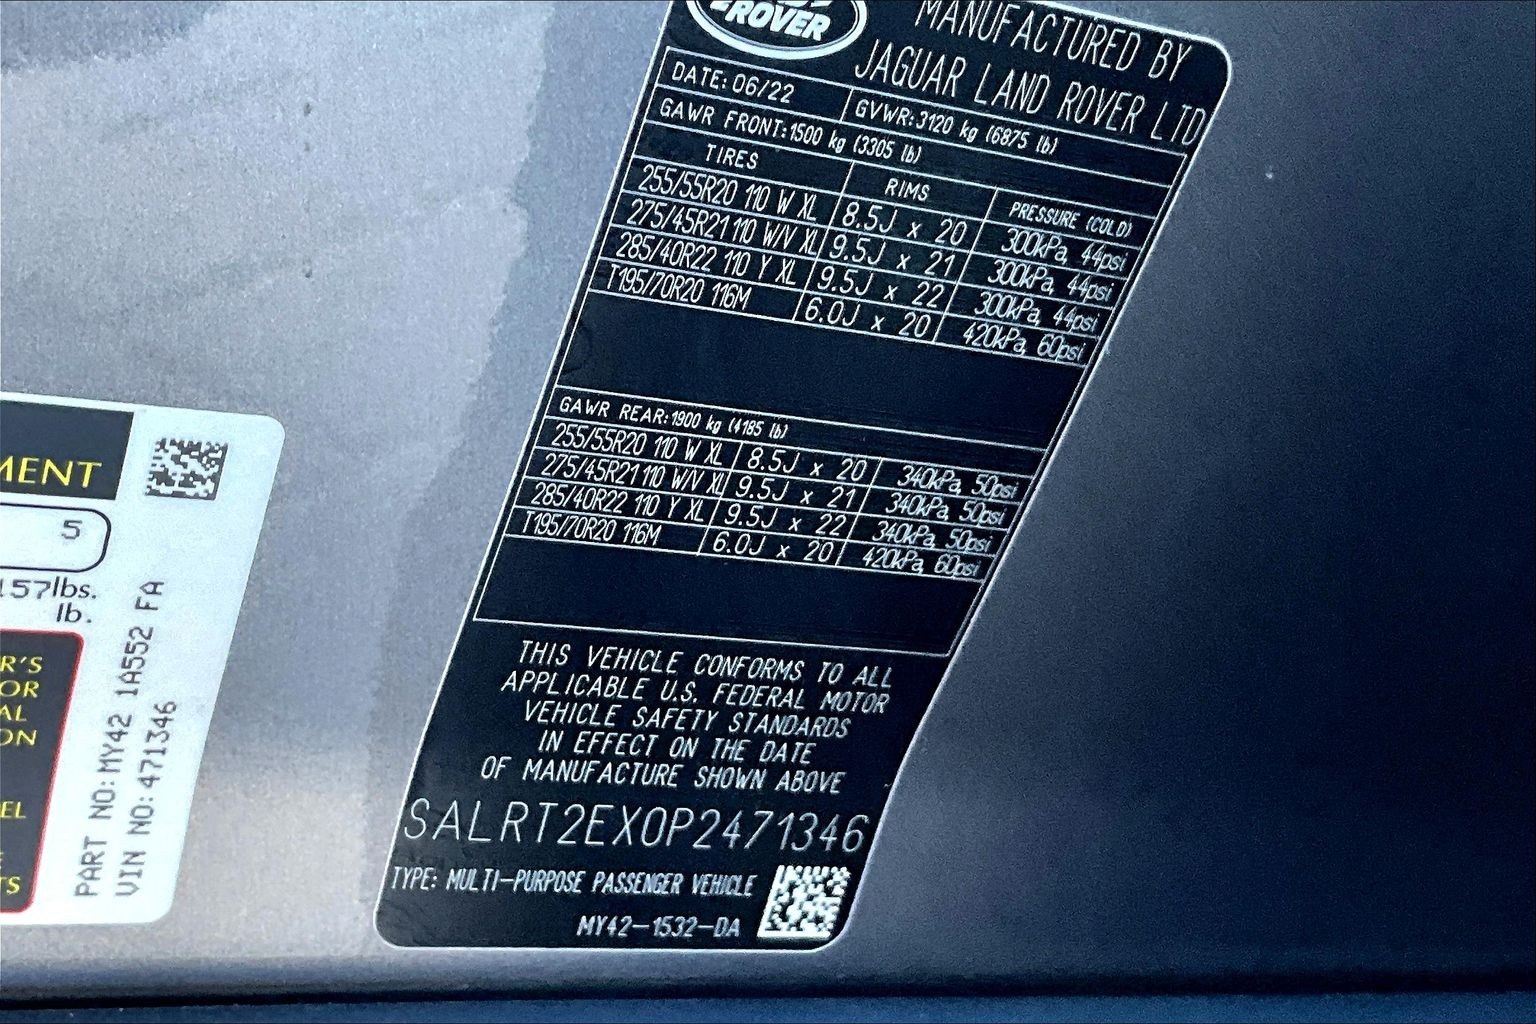 ROVER
MANUFACTURED BY
JAGUAR LAND ROVER LTD
DATE: 06/22 GVWR: 3120 kg (6875 lb)
GAWR FRONT: 1500 kg (3305 lb)
TIRES RIMS PRESSURE (COLD)
255/55R20 110 W XL 8.5J x 20 300kPa, 44psi
275/45R21 110 W/V XL 9.5J x 21 300kPa, 44psi
285/40R22 110 Y XL 9.5J x 22 300kPa, 44psi
T195/70R20 116M 6.0J x 20 420kPa, 60psi
GAWR REAR: 1900 kg (4185 lb)
255/55R20 110 W XL 8.5J x 20 340kPa, 50psi
275/45R21 110 W/V XL 9.5J x 21 340kPa, 50psi
285/40R22 110 Y XL 9.5J x 22 340kPa, 50psi
T195/70R20 116M 6.0J x 20 420kPa, 60psi
THIS VEHICLE CONFORMS TO ALL
APPLICABLE U.S. FEDERAL MOTOR
VEHICLE SAFETY STANDARDS
IN EFFECT ON THE DATE
OF MANUFACTURE SHOWN ABOVE
SALRT2EX0P2471346
TYPE: MULTI-PURPOSE PASSENGER VEHICLE
MY42-1532-DA
MENT
5
157lbs.
lb.
R'S
OR
AL
ON
EL
TS
PART NO: MY42 1A552 FA
VIN NO: 471346